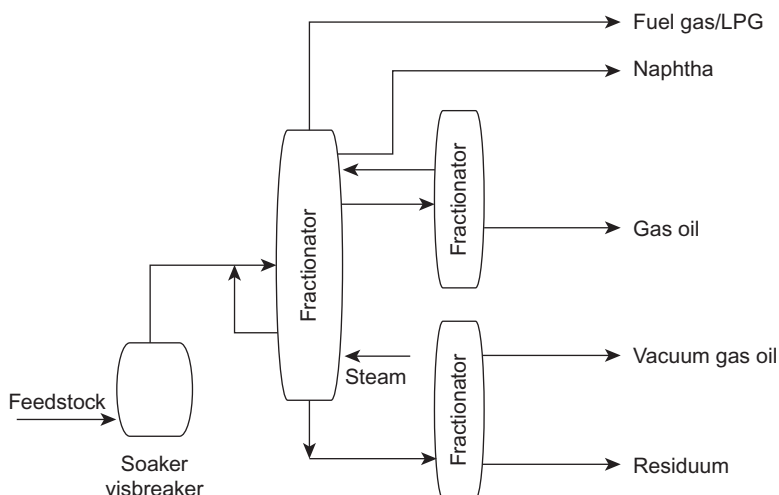 Fuel gas/LPG
Naphtha
Fractionator
Fractionator
Gas oil
Vacuum gas oil
Steam
Feedstock
Fractionator
Residuum
Soaker
visbreaker